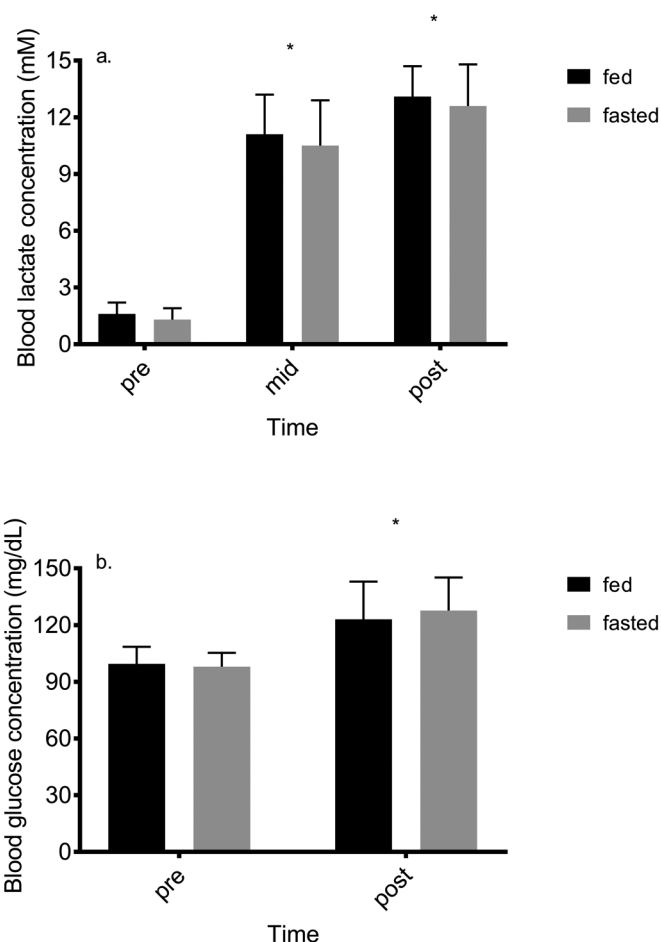 a.
*
*
Blood lactate concentration (mM)
15
12
9
6
3
0
pre
mid
post
Time
fed
fasted
b.
*
Blood glucose concentration (mg/dL)
150
120
90
60
30
0
pre
post
Time
fed
fasted